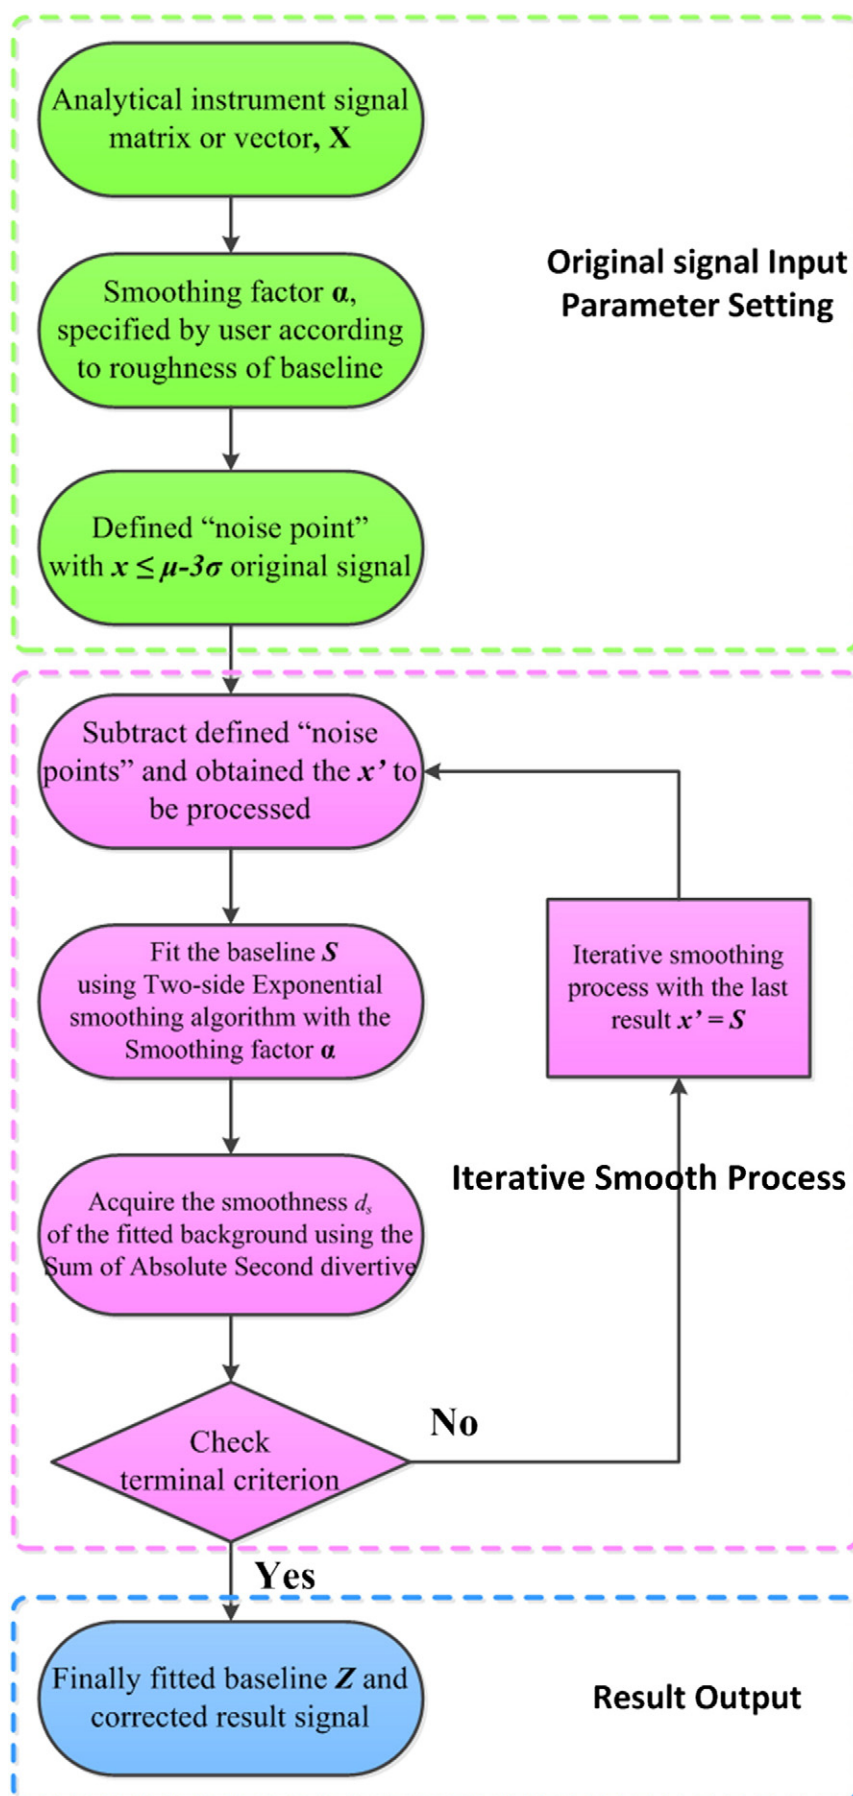 Analytical instrument signal
matrix or vector, X
Original signal Input
Parameter Setting
Smoothing factor α,
specified by user according
to roughness of baseline
Defined “noise point”
with x ≤ μ-3σ original signal
Subtract defined “noise
points” and obtained the x’ to
be processed
Fit the baseline S
using Two-side Exponential
smoothing algorithm with the
Smoothing factor α
Iterative smoothing
process with the last
result x’ = S
Iterative Smooth Process
Acquire the smoothness ds
of the fitted background using the
Sum of Absolute Second divertive
Check
terminal criterion
No
Yes
Finally fitted baseline Z and
corrected result signal
Result Output